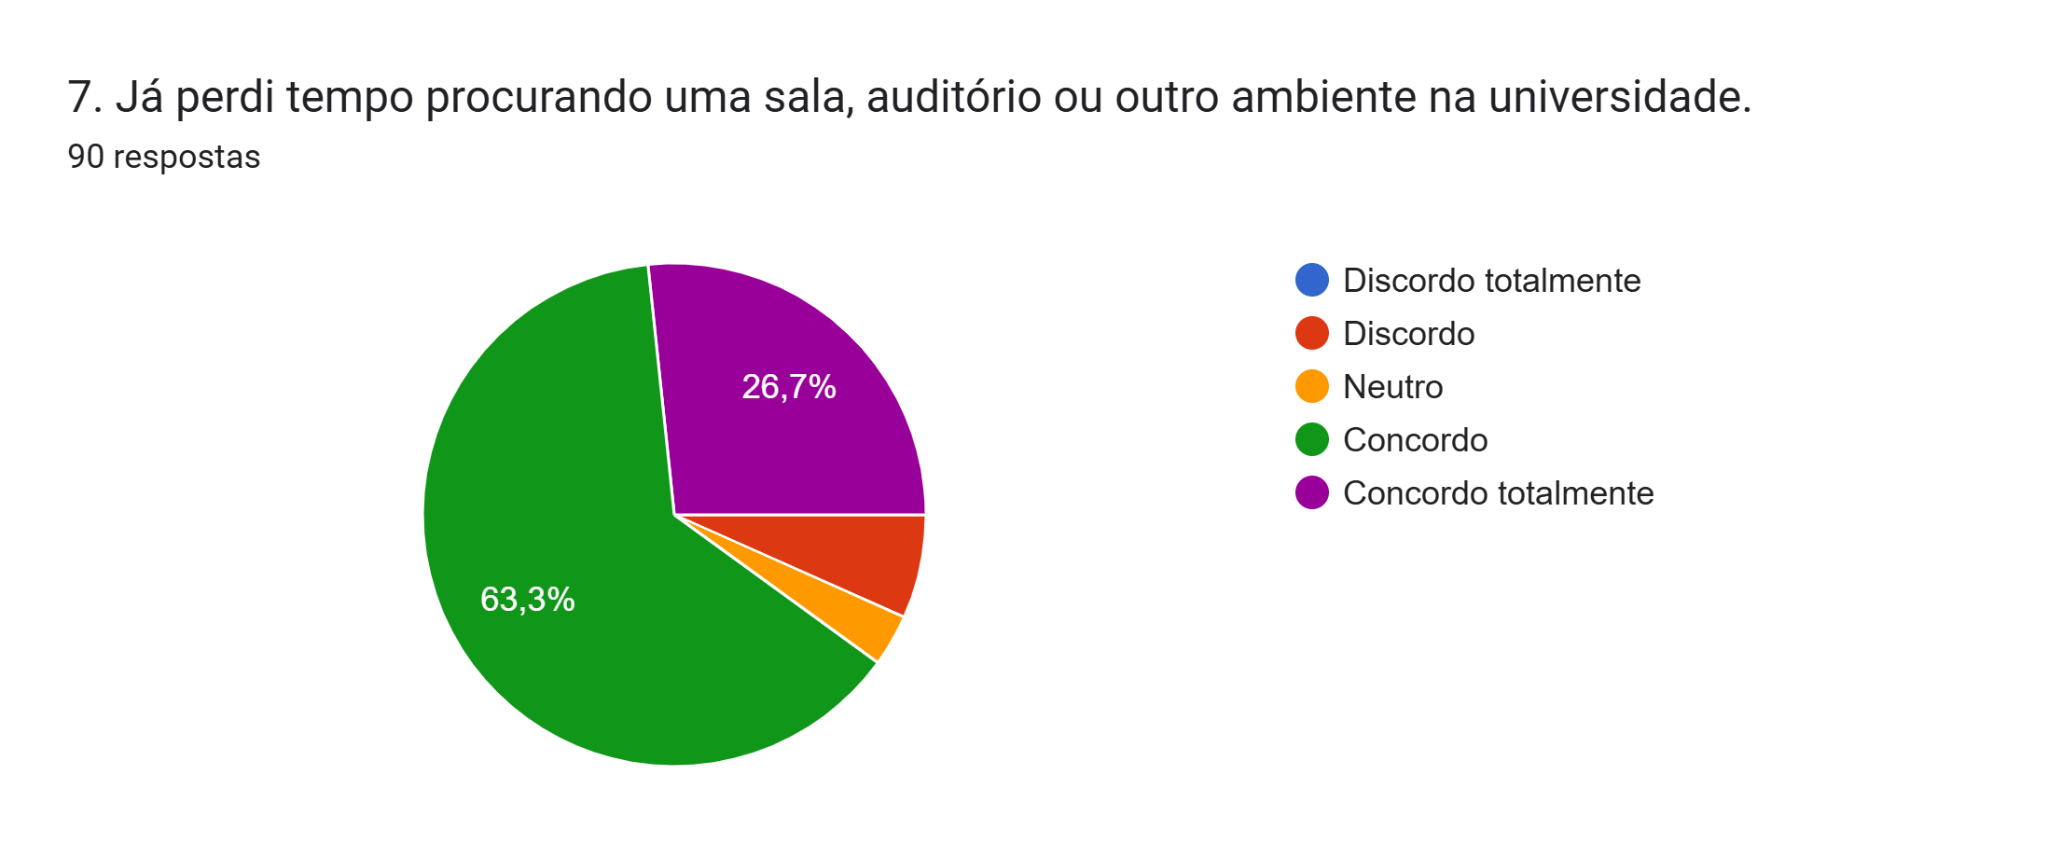 7. Já perdi tempo procurando uma sala, auditório ou outro ambiente na universidade.
90 respostas
26,7%
63,3%
Discordo totalmente
Discordo
Neutro
Concordo
Concordo totalmente